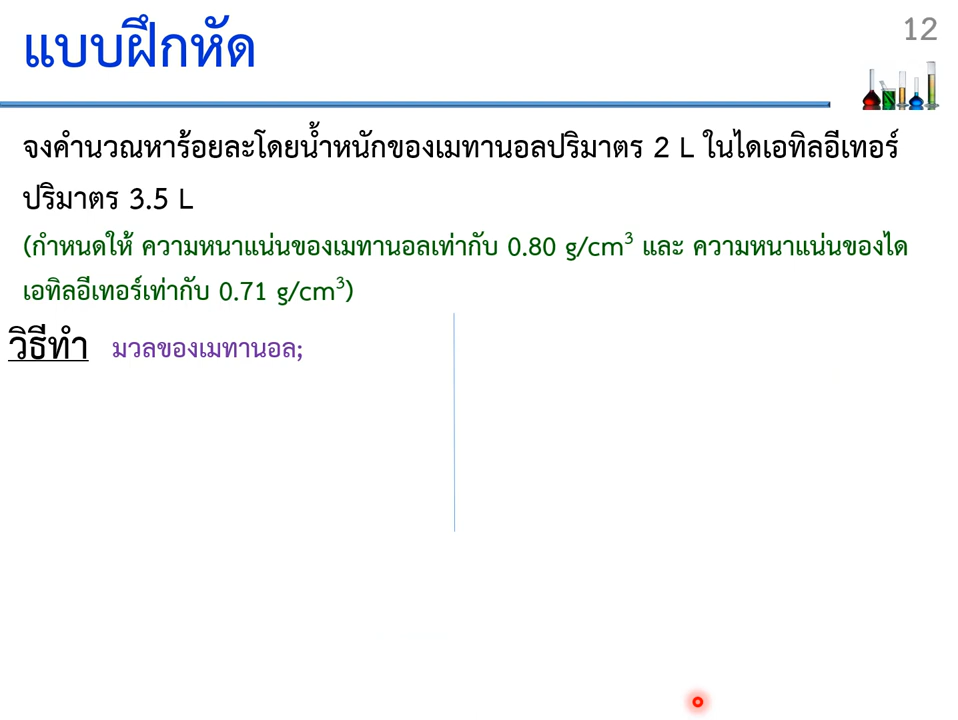 12
แบบฝึกหัด
จงคำนวณหาร้อยละโดยน้ำหนักของเมทานอลปริมาตร 2 L ในไดเอทิลอีเทอร์
ปริมาตร 3.5 L
(กำหนดให้ ความหนาแน่นของเมทานอลเท่ากับ 0.80 g/cm³ และ ความหนาแน่นของได
เอทิลอีเทอร์เท่ากับ 0.71 g/cm³)
วิธีทำ มวลของเมทานอล;